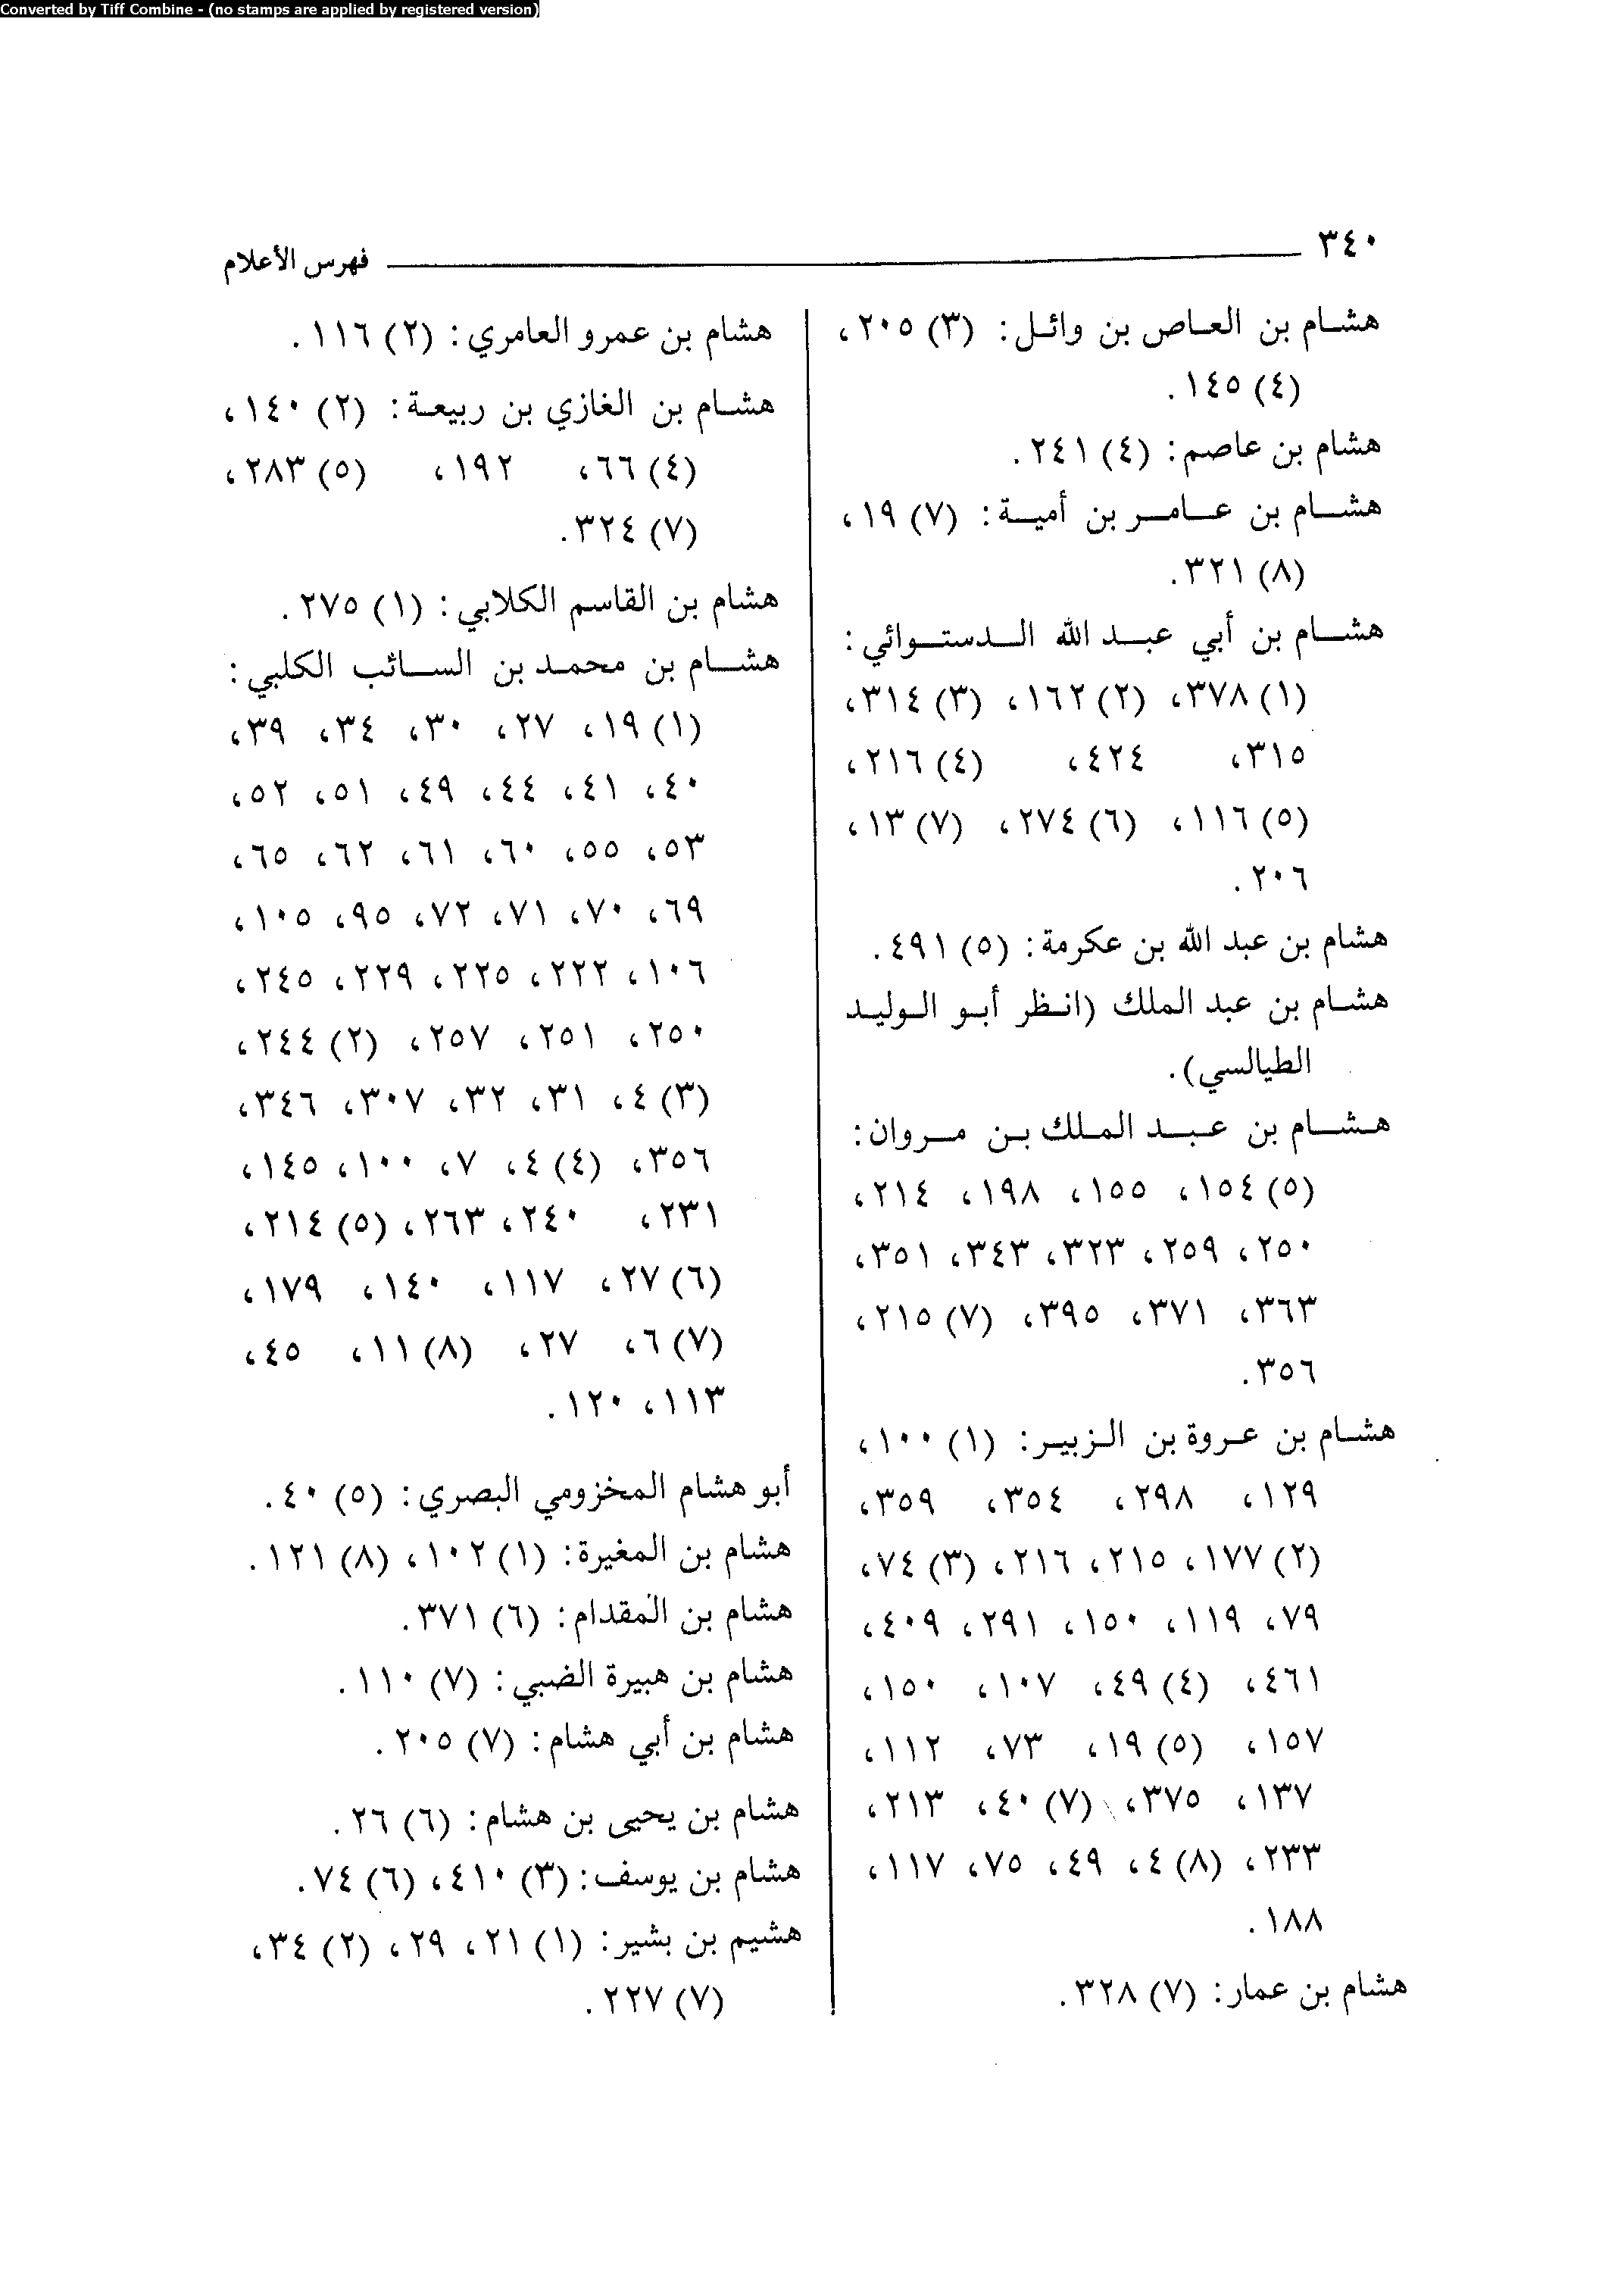 Converted by Tiff Combine - (no stamps are applied by registered version)
٣٤٠ فهرس الأعلام
هشام بن العاص بن وائل: (٣) ٢٠٥،
(٤) ١٤٥.
هشام بن عاصم: (٤) ٢٤١.
هشام بن عامر بن أمية: (٧) ١٩،
(٨) ٣٢١.
هشام بن أبي عبد الله الدستوائي:
(١) ٣٧٨، (٢) ١٦٢، (٣) ٣١٤،
٣١٥، ٤٢٤، (٤) ٢١٦،
(٥) ١١٦، (٦) ٢٧٤، (٧) ١٣،
٢٠٦.
هشام بن عبد الله بن عكرمة: (٥) ٤٩١.
هشام بن عبد الملك (انظر أبو الوليد
الطيالسي).
هشام بن عبد الملك بن مروان:
(٥) ١٥٤، ١٥٥، ١٩٨، ٢١٤،
٢٥٠، ٢٥٩، ٣٢٣، ٣٤٣، ٣٥١،
٣٦٣، ٣٧١، ٣٩٥، (٧) ٢١٥،
٣٥٦.
هشام بن عروة بن الزبير: (١) ١٠٠،
١٢٩، ٢٩٨، ٣٥٤، ٣٥٩،
(٢) ١٧٧، ٢١٥، ٢١٦، (٣) ٧٤،
٧٩، ١١٩، ١٥٠، ٢٩١، ٤٠٩،
٤٦١، (٤) ٤٩، ١٠٧، ١٥٠،
١٥٧، (٥) ١٩، ٧٣، ١١٢،
١٣٧، ٣٧٥، (٧) ٤٠، ٢١٣،
٢٣٣، (٨) ٤، ٤٩، ٧٥، ١١٧،
١٨٨.
هشام بن عمار: (٧) ٣٢٨.
هشام بن عمرو العامري: (٢) ١١٦.
هشام بن الغازي بن ربيعة: (٢) ١٤٠،
(٤) ٦٦، ١٩٢، (٥) ٢٨٣،
(٧) ٣٢٤.
هشام بن القاسم الكلابي: (١) ٢٧٥.
هشام بن محمد بن السائب الكلبي:
(١) ١٩، ٢٧، ٣٠، ٣٤، ٣٩،
٤٠، ٤١، ٤٤، ٤٩، ٥١، ٥٢،
٥٣، ٥٥، ٦٠، ٦١، ٦٢، ٦٥،
٦٩، ٧٠، ٧١، ٧٢، ٩٥، ١٠٥،
١٠٦، ٢٢٢، ٢٢٥، ٢٢٩، ٢٤٥،
٢٥٠، ٢٥١، ٢٥٧، (٢) ٢٤٤،
(٣) ٤، ٣١، ٣٢، ٣٠٧، ٣٤٦،
٣٥٦، (٤) ٤، ٧، ١٠٠، ١٤٥،
٢٣١، ٢٤٠، ٢٦٣، (٥) ٢١٤،
(٦) ٢٧، ١١٧، ١٤٠، ١٧٩،
(٧) ٦، ٢٧، (٨) ١١، ٤٥،
١١٣، ١٢٠.
أبو هشام المخزومي البصري: (٥) ٤٠.
هشام بن المغيرة: (١) ١٠٢، (٨) ١٢١.
هشام بن المقدام: (٦) ٣٧١.
هشام بن هبيرة الضبي: (٧) ١١٠.
هشام بن أبي هشام: (٧) ٢٠٥.
هشام بن يحيى بن هشام: (٦) ٢٦.
هشام بن يوسف: (٣) ٤١٠، (٦) ٧٤.
هشيم بن بشير: (١) ٢١، ٢٩، (٢) ٣٤،
(٧) ٢٢٧.